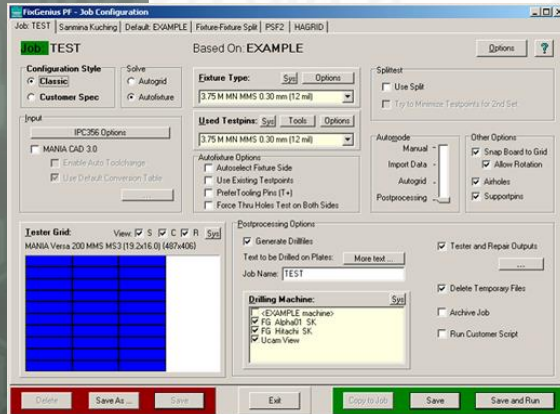 FixGenius PF - Job Configuration
Job: TEST | Sanmina Kuching | Default: EXAMPLE | Fixture-Fixture Split | PSF2 | HAGRID
Job: TEST Based On: EXAMPLE Options ?
Configuration Style
Classic
Customer Spec
Solve
Autogrid
Autofixture
Fixture Type: Sys Options
3.75 M MN MMS 0.30 mm (12 mil)
Used Testpins: Sys Tools Options
3.75 M MN MMS 0.30 mm (12 mil)
Splittest
Use Split
Try to Minimize Testpoints for 2nd Set
Input
IPC356 Options
MANIA CAD 3.0
Enable Auto Toolchange
Use Default Conversion Table
...
Autofixture Options
Autoselect Fixture Side
Use Existing Testpoints
PreferTooling Pins (T+)
Force Thru Holes Test on Both Sides
Automode
Manual -
Import Data -
Autogrid -
Postprocessing -
Other Options
Snap Board to Grid
Allow Rotation
Airholes
Supportpins
Tester Grid: View: S C R Sys
MANIA Versa 200 MMS MS3 (19.2x16.0) (487x406)
Postprocessing Options
Generate Drillfiles
Text to be Drilled on Plates: More text ...
Job Name: TEST
Drilling Machine: Sys
<EXAMPLE machine>
FG Alpha01 SK
FG Hitachi SK
Ucam View
Tester and Repair Outputs
...
Delete Temporary Files
Archive Job
Run Customer Script
Delete Save As ... Save Exit Copy to Job Save Save and Run